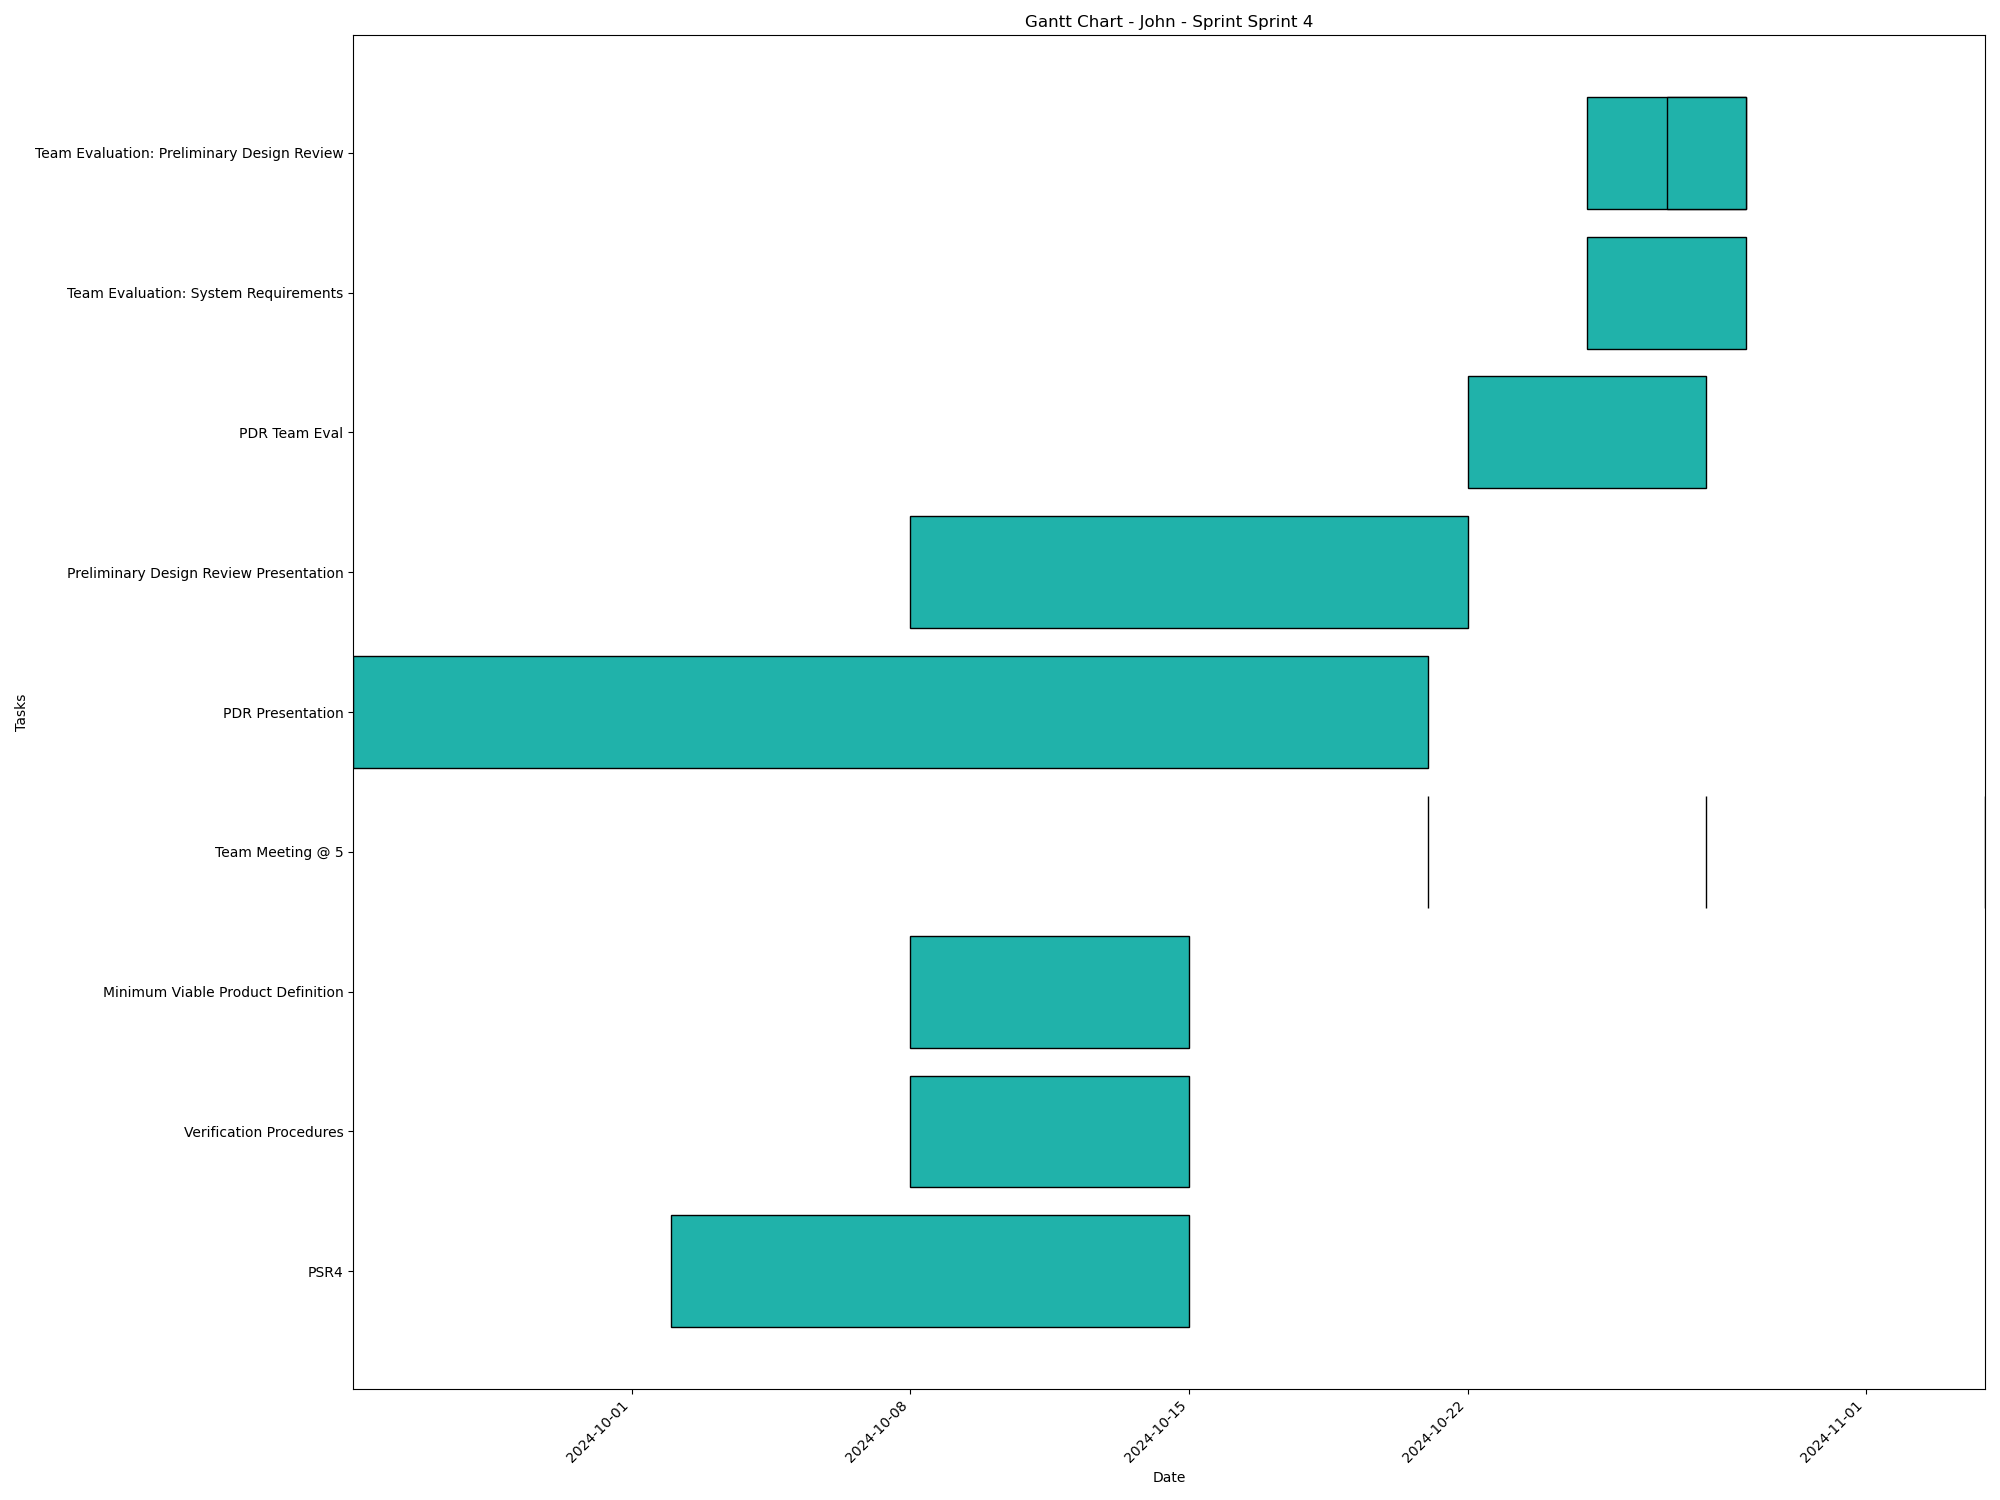 Gantt Chart - John - Sprint Sprint 4
Team Evaluation: Preliminary Design Review
Team Evaluation: System Requirements
PDR Team Eval
Preliminary Design Review Presentation
PDR Presentation
Team Meeting @ 5
Minimum Viable Product Definition
Verification Procedures
PSR4
Tasks
2024-10-01
2024-10-08
2024-10-15
2024-10-22
2024-11-01
Date